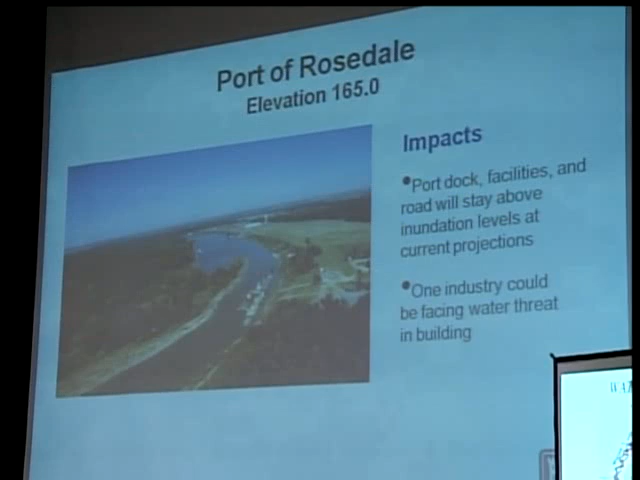 Port of Rosedale
Elevation 165.0
Impacts
•Port dock, facilities, and
road will stay above
inundation levels at
current projections
•One industry could
be facing water threat
in building